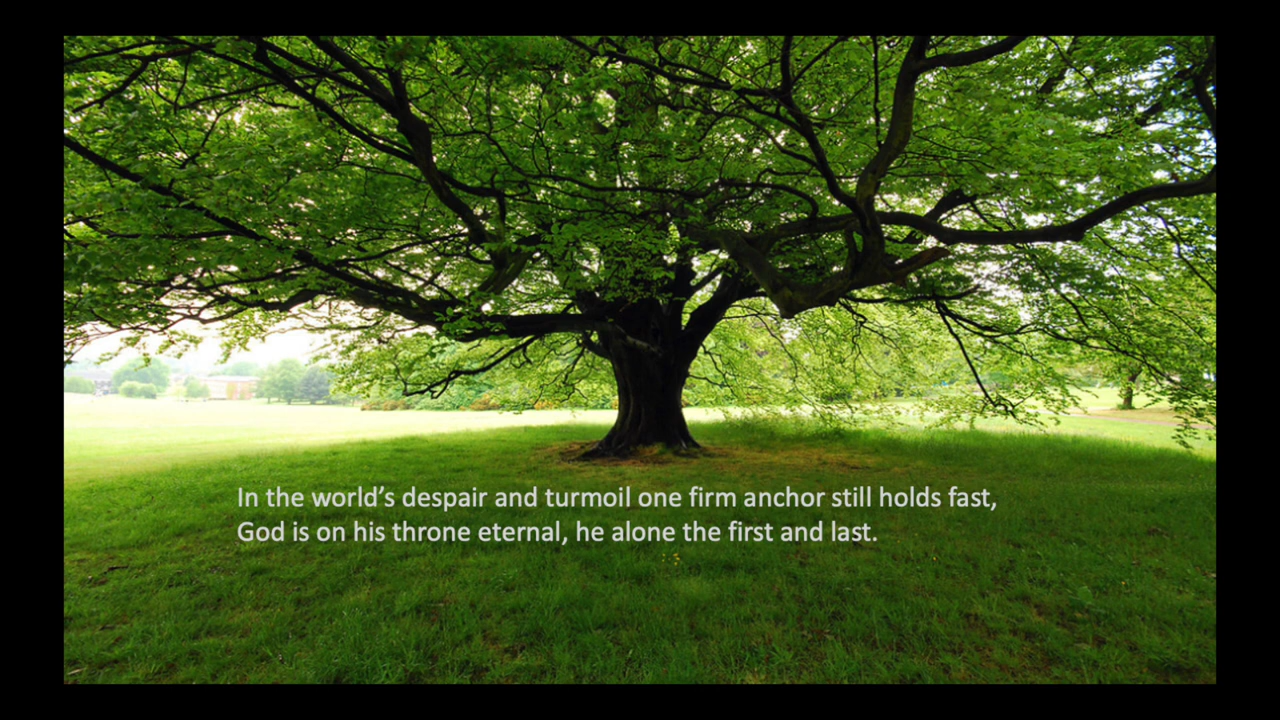 In the world’s despair and turmoil one firm anchor still holds fast,
God is on his throne eternal, he alone the first and last.